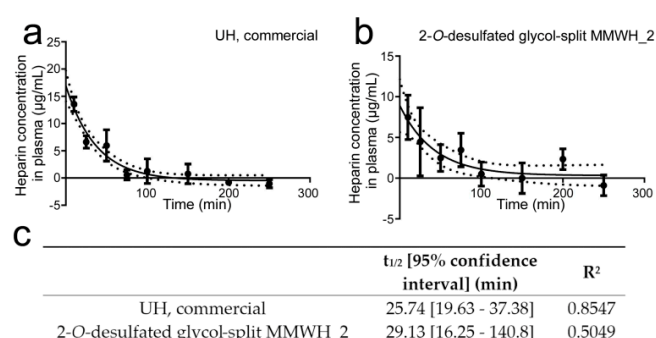 a
UH, commercial
Heparin concentration
in plasma (µg/mL)
25
20
15
10
5
0
-5
100
200
300
Time (min)
b
2-O-desulfated glycol-split MMWH_2
Heparin concentration
in plasma (µg/mL)
15
10
5
0
-5
100
200
300
Time (min)
c
t1/2 [95% confidence
interval] (min)
R²
UH, commercial 25.74 [19.63 - 37.38] 0.8547
2-O-desulfated glycol-split MMWH_2 29.13 [16.25 - 140.8] 0.5049